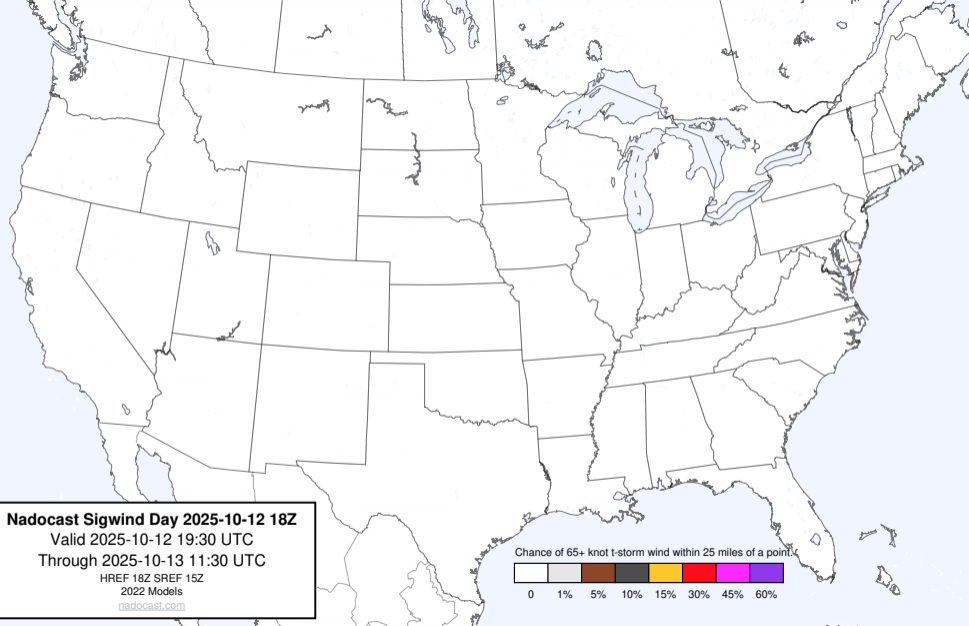 Nadocast Sigwind Day 2025-10-12 18Z
Valid 2025-10-12 19:30 UTC
Through 2025-10-13 11:30 UTC
HREF 18Z SREF 15Z
2022 Models
nadocast.com
Chance of 65+ knot t-storm wind within 25 miles of a point.
0 1% 5% 10% 15% 30% 45% 60%